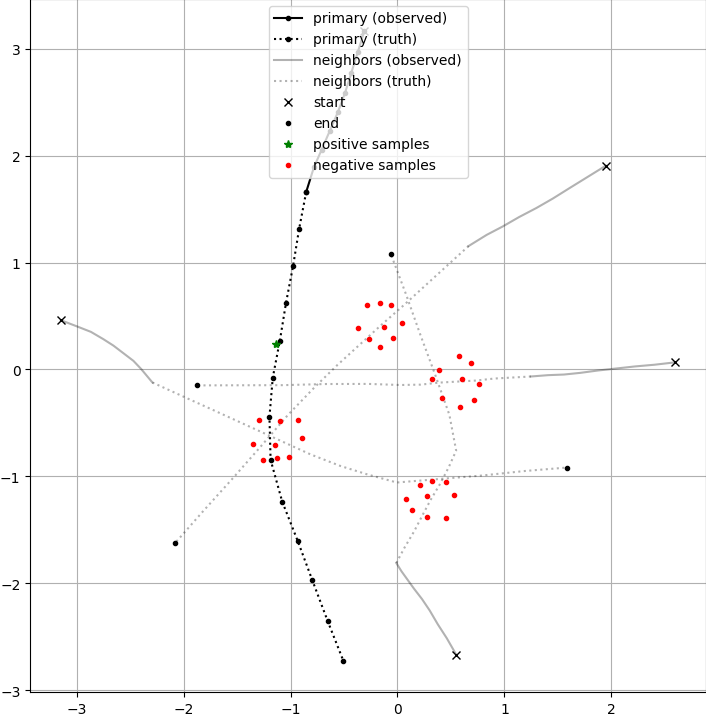 primary (observed)
primary (truth)
neighbors (observed)
neighbors (truth)
start
end
positive samples
negative samples
3
2
1
0
−1
−2
−3
−3 −2 −1 0 1 2